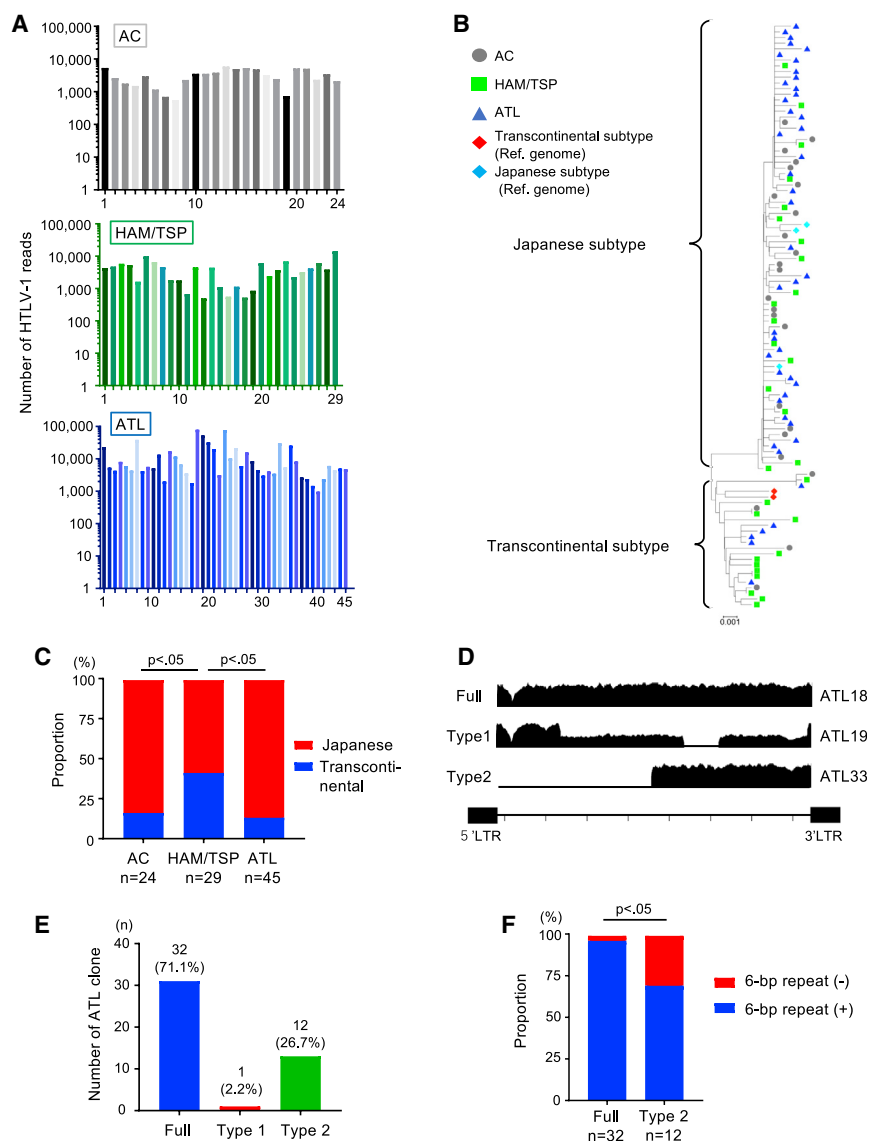 A
AC
100,000
10,000
1,000
100
10
1
1 10 20 24
HAM/TSP
100,000
10,000
1,000
100
10
1
1 10 20 29
ATL
100,000
10,000
1,000
100
10
1
1 10 20 30 40 45
Number of HTLV-1 reads
B
AC
HAM/TSP
ATL
Transcontinental subtype
(Ref. genome)
Japanese subtype
(Ref. genome)
Japanese subtype
Transcontinental subtype
0.001
C
(%)
p<.05 p<.05
100
75
50
25
0
Proportion
Japanese
Transconti-
nental
AC HAM/TSP ATL
n=24 n=29 n=45
D
Full ATL18
Type1 ATL19
Type2 ATL33
5 'LTR 3'LTR
E
(n)
40
30
20
10
0
Number of ATL clone
32
(71.1%)
1
(2.2%)
12
(26.7%)
Full Type 1 Type 2
F
(%)
p<.05
100
75
50
25
0
Proportion
6-bp repeat (-)
6-bp repeat (+)
Full Type 2
n=32 n=12